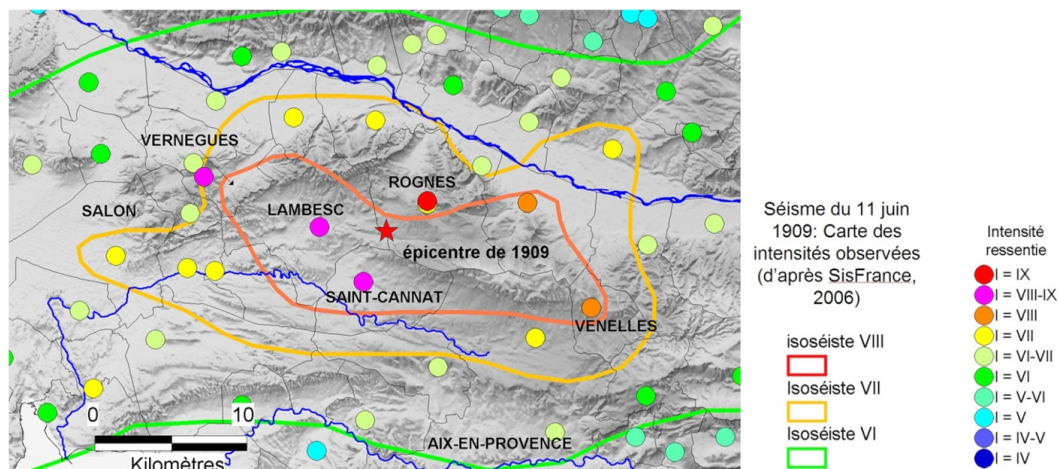 VERNEGUES
ROGNES
SALON
LAMBESC
épicentre de 1909
SAINT-CANNAT
VENELLES
0 10
Kilomètres
AIX-EN-PROVENCE
Séisme du 11 juin
1909: Carte des
intensités observées
(d'après SisFrance,
2006)
isoséiste VIII
Isoséiste VII
Isoséiste VI
Intensité
ressentie
I = IX
I = VIII-IX
I = VIII
I = VII
I = VI-VII
I = VI
I = V-VI
I = V
I = IV-V
I = IV